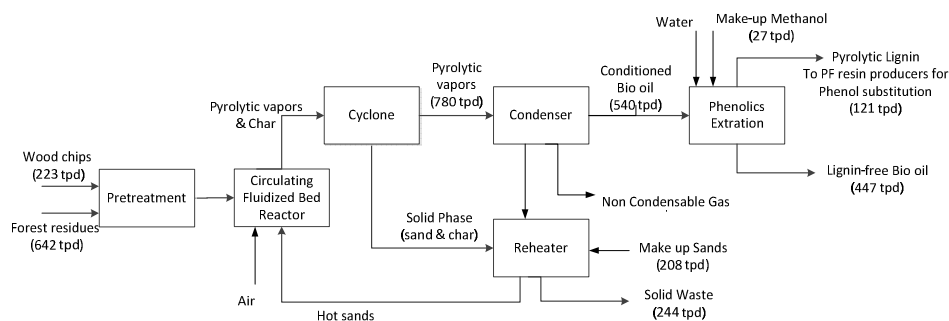 Water
Make-up Methanol
(27 tpd)
Pyrolytic Lignin
To PF resin producers for
Phenol substitution
(121 tpd)
Pyrolytic
vapors
(780 tpd)
Conditioned
Bio oil
(540 tpd)
Pyrolytic vapors
& Char
Cyclone
Condenser
Phenolics
Extration
Wood chips
(223 tpd)
Pretreatment
Circulating
Fluidized Bed
Reactor
Lignin-free Bio oil
(447 tpd)
Non Condensable Gas
Forest residues
(642 tpd)
Solid Phase
(sand & char)
Reheater
Make up Sands
(208 tpd)
Air
Hot sands
Solid Waste
(244 tpd)